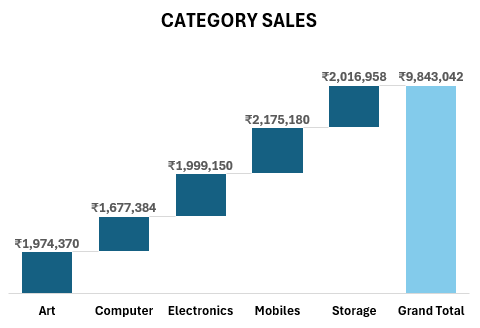 CATEGORY SALES
₹2,016,958 ₹9,843,042
₹2,175,180
₹1,999,150
₹1,677,384
₹1,974,370
Art Computer Electronics Mobiles Storage Grand Total